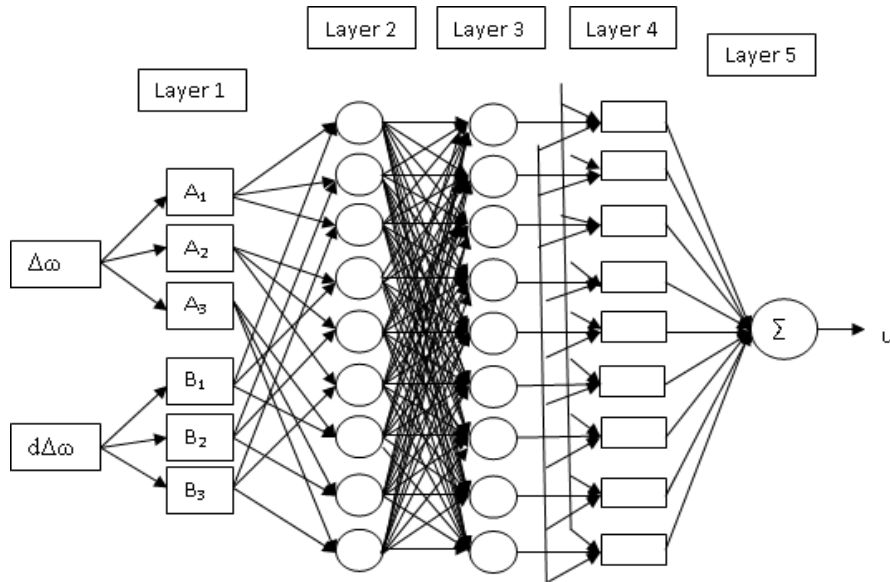 Layer 1
Layer 2
Layer 3
Layer 4
Layer 5
Δω
dΔω
A₁
A₂
A₃
B₁
B₂
B₃
Σ
u